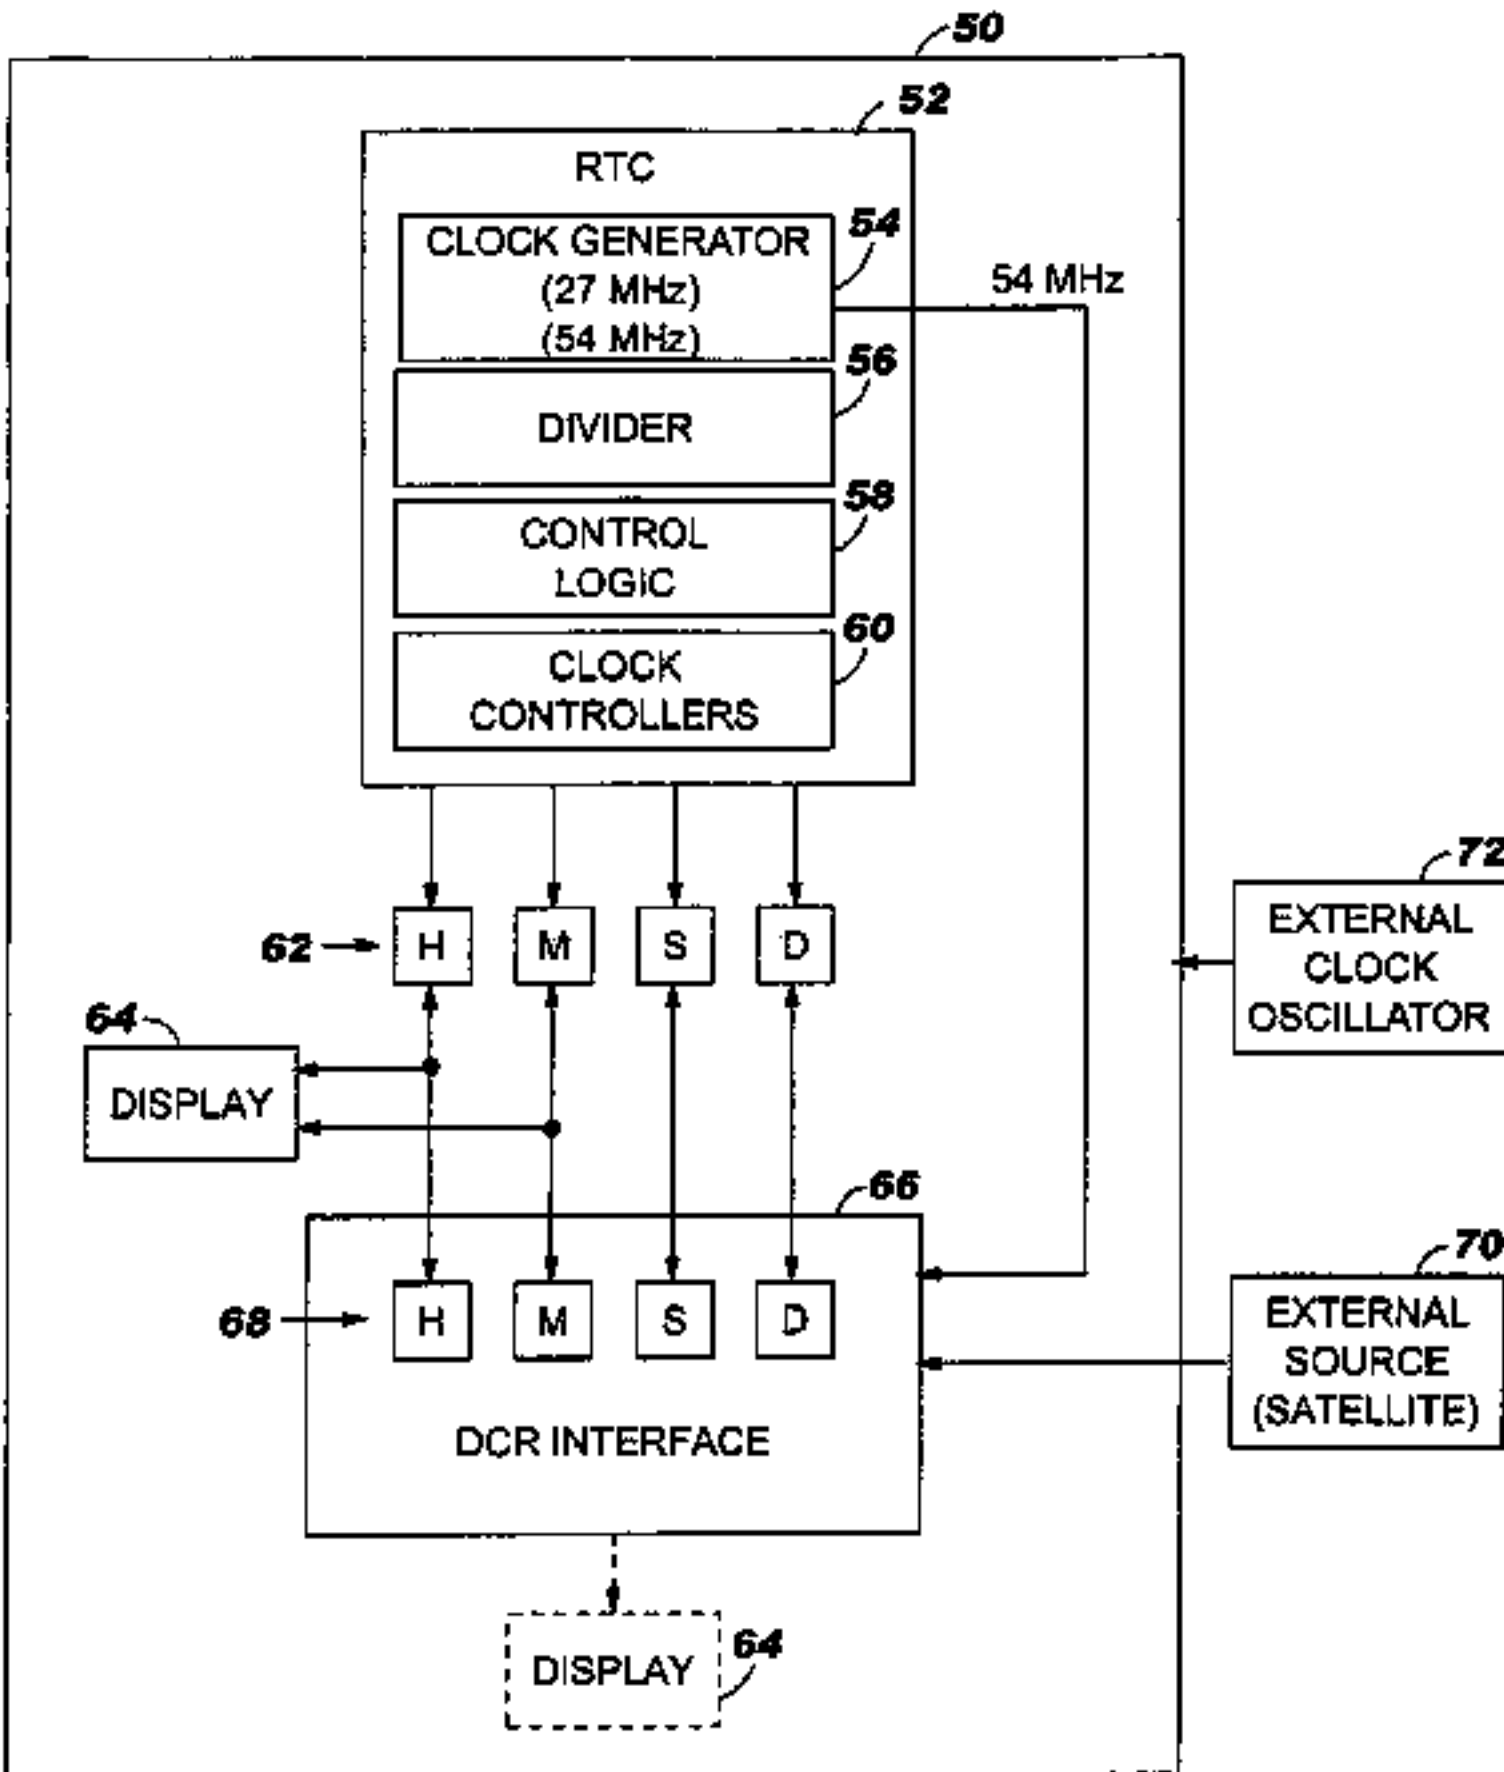 50
52
RTC
CLOCK GENERATOR
(27 MHz)
(54 MHz)
54
54 MHz
DIVIDER
56
CONTROL
LOGIC
58
CLOCK
CONTROLLERS
60
62
H M S D
72
EXTERNAL
CLOCK
OSCILLATOR
64
DISPLAY
66
68
H M S D
DCR INTERFACE
70
EXTERNAL
SOURCE
(SATELLITE)
DISPLAY
64